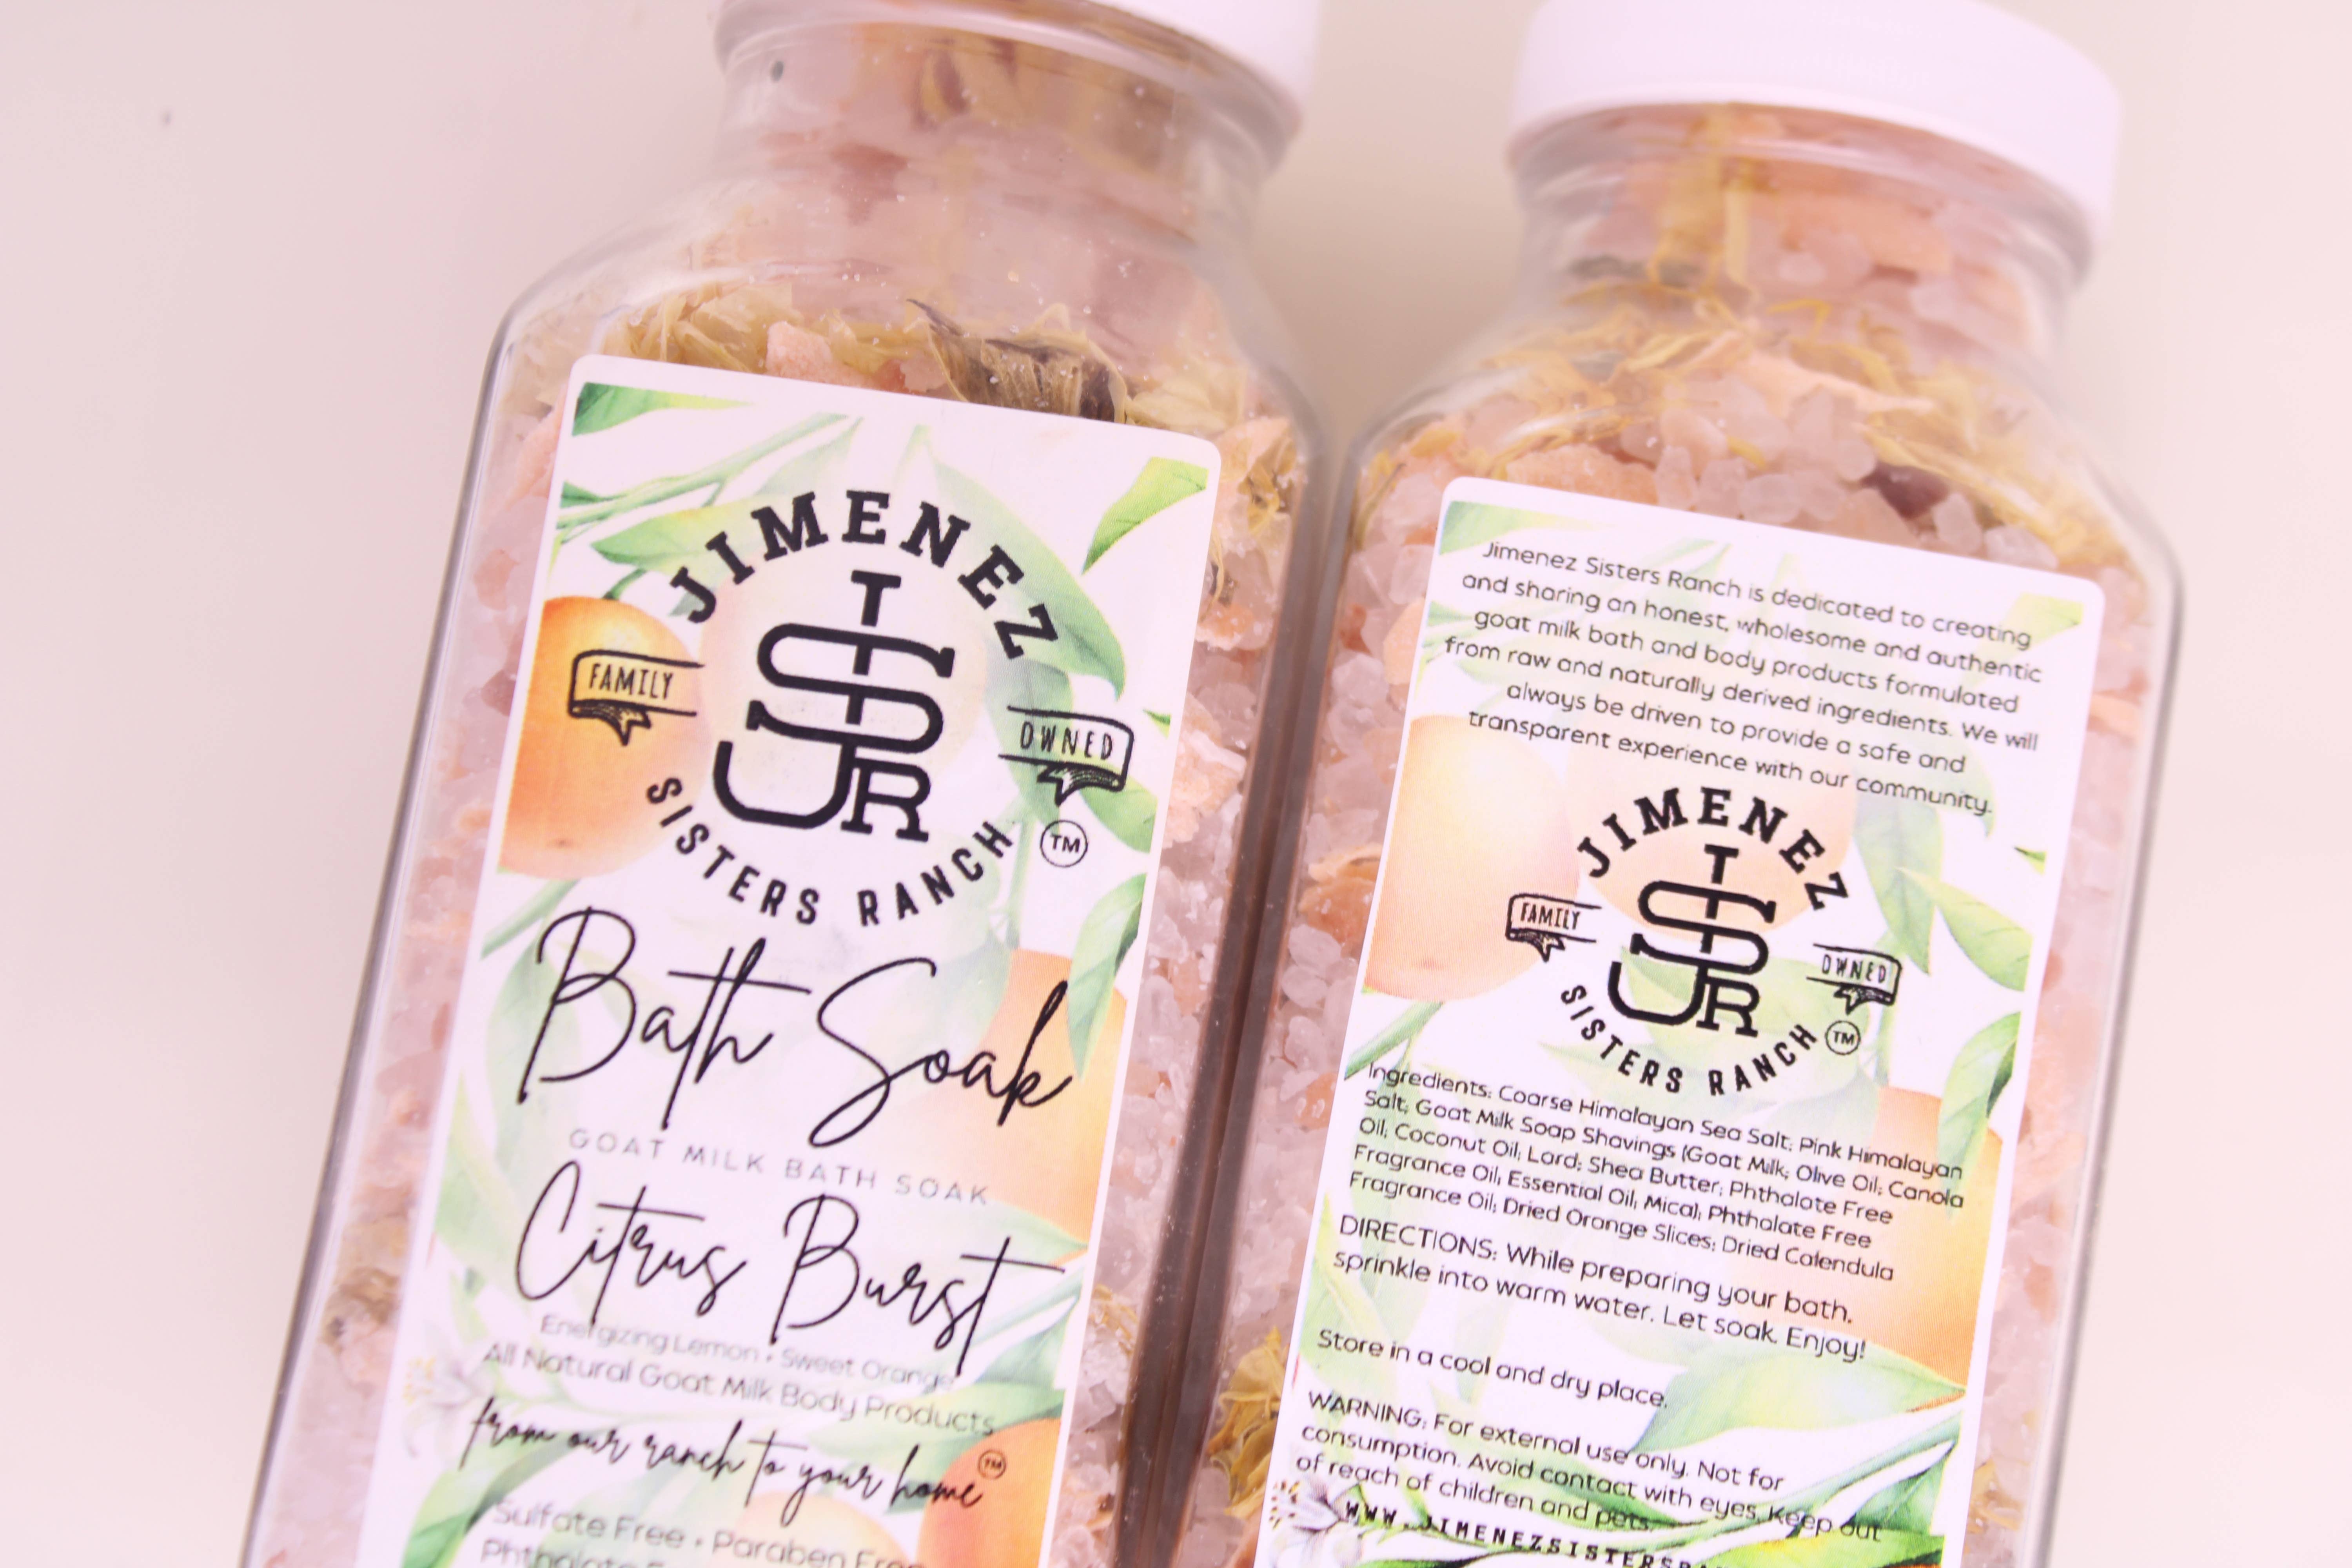 JIMENEZ
TSSJR
FAMILY
OWNED
SISTERS RANCH
TM
Bath Soak
GOAT MILK BATH SOAK
Citrus Burst
Energizing Lemon • Sweet Orange
All Natural Goat Milk Body Products
from our ranch to your home TM
Sulfate Free • Paraben Free
Jimenez Sisters Ranch is dedicated to creating
and sharing an honest, wholesome and authentic
goat milk bath and body products formulated
from raw and naturally derived ingredients. We will
always be driven to provide a safe and
transparent experience with our community.
JIMENEZ
TSSJR
FAMILY
OWNED
SISTERS RANCH
TM
Ingredients: Coarse Himalayan Sea Salt; Pink Himalayan
Salt; Goat Milk Soap Shavings (Goat Milk; Olive Oil; Canola
Oil; Coconut Oil; Lard; Shea Butter; Phthalate Free
Fragrance Oil; Essential Oil; Mica); Phthalate Free
Fragrance Oil; Dried Orange Slices; Dried Calendula
DIRECTIONS: While preparing your bath,
sprinkle into warm water. Let soak. Enjoy!
Store in a cool and dry place.
WARNING: For external use only. Not for
consumption. Avoid contact with eyes. Keep out
of reach of children and pets.